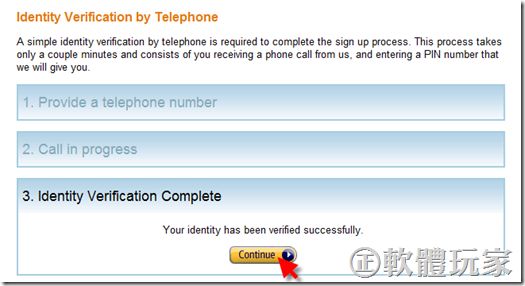 Identity Verification by Telephone
A simple identity verification by telephone is required to complete the sign up process. This process takes
only a couple minutes and consists of you receiving a phone call from us, and entering a PIN number that
we will give you.
1. Provide a telephone number
2. Call in progress
3. Identity Verification Complete
Your identity has been verified successfully.
Continue
正軟體玩家